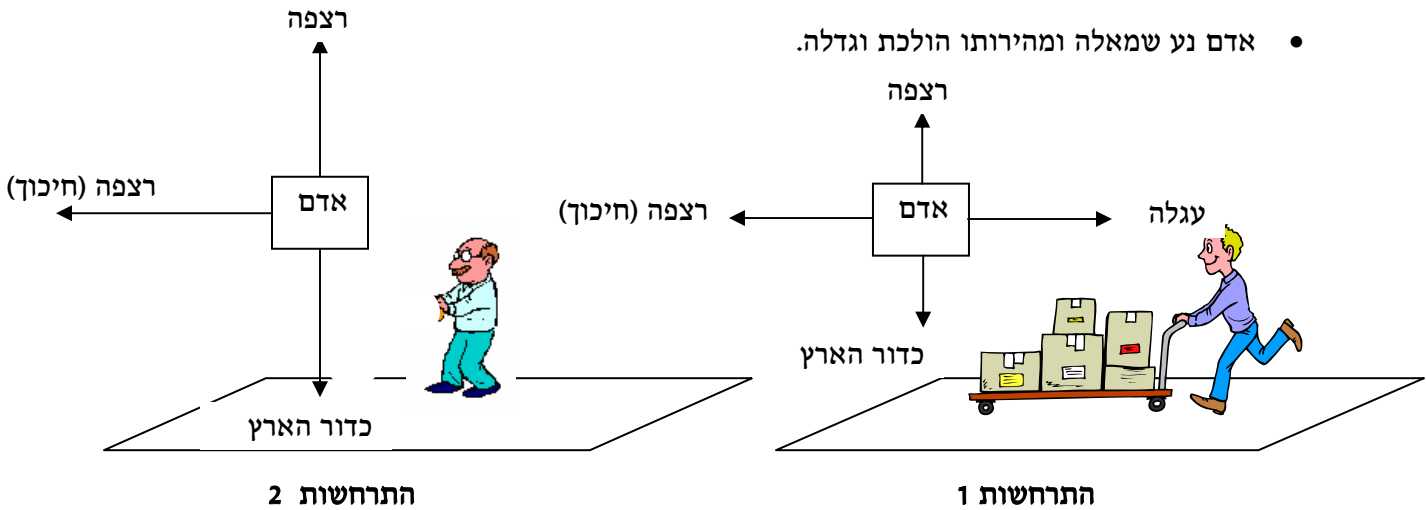 • אדם נע שמאלה ומהירותו הולכת וגדלה.
רצפה
רצפה (חיכוך)
אדם
עגלה
כדור הארץ
התרחשות 1
רצפה
רצפה (חיכוך)
אדם
כדור הארץ
התרחשות 2